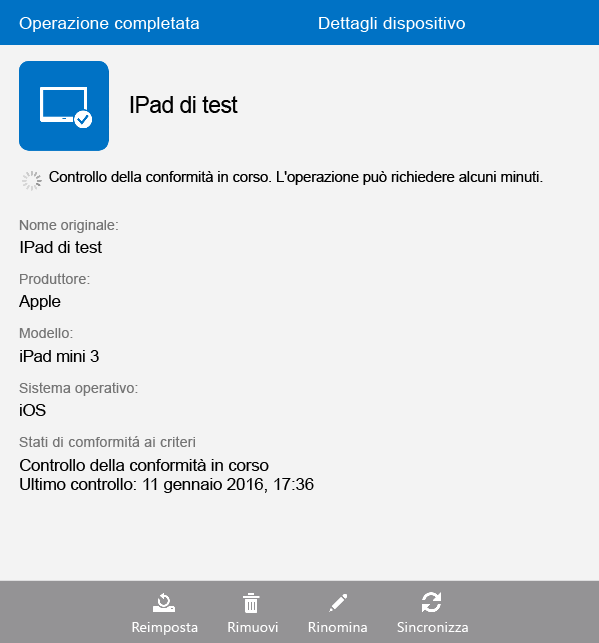 Operazione completata
Dettagli dispositivo
IPad di test
Controllo della conformità in corso. L'operazione può richiedere alcuni minuti.
Nome originale:
IPad di test
Produttore:
Apple
Modello:
iPad mini 3
Sistema operativo:
iOS
Stati di comformitá ai criteri
Controllo della conformità in corso
Ultimo controllo: 11 gennaio 2016, 17:36
Reimposta
Rimuovi
Rinomina
Sincronizza